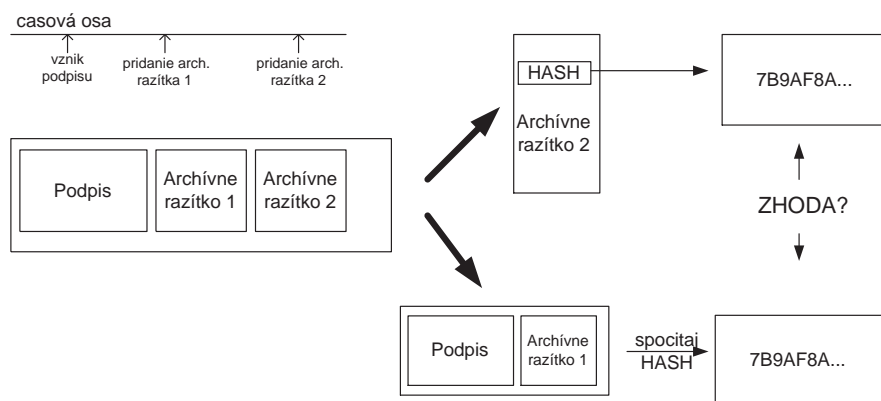 casová osa
vznik
podpisu
pridanie arch.
razítka 1
pridanie arch.
razítka 2
Podpis
Archívne
razítko 1
Archívne
razítko 2
HASH
Archívne
razítko 2
7B9AF8A...
ZHODA?
Podpis
Archívne
razítko 1
spocitaj
HASH
7B9AF8A...